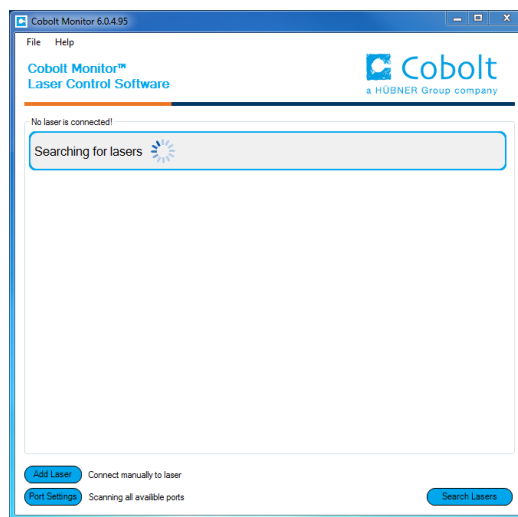 Cobolt Monitor 6.0.4.95
File Help
Cobolt Monitor™
Laser Control Software
Cobolt
a HÜBNER Group company
No laser is connected!
Searching for lasers
Add Laser Connect manually to laser
Port Settings Scanning all availible ports
Search Lasers